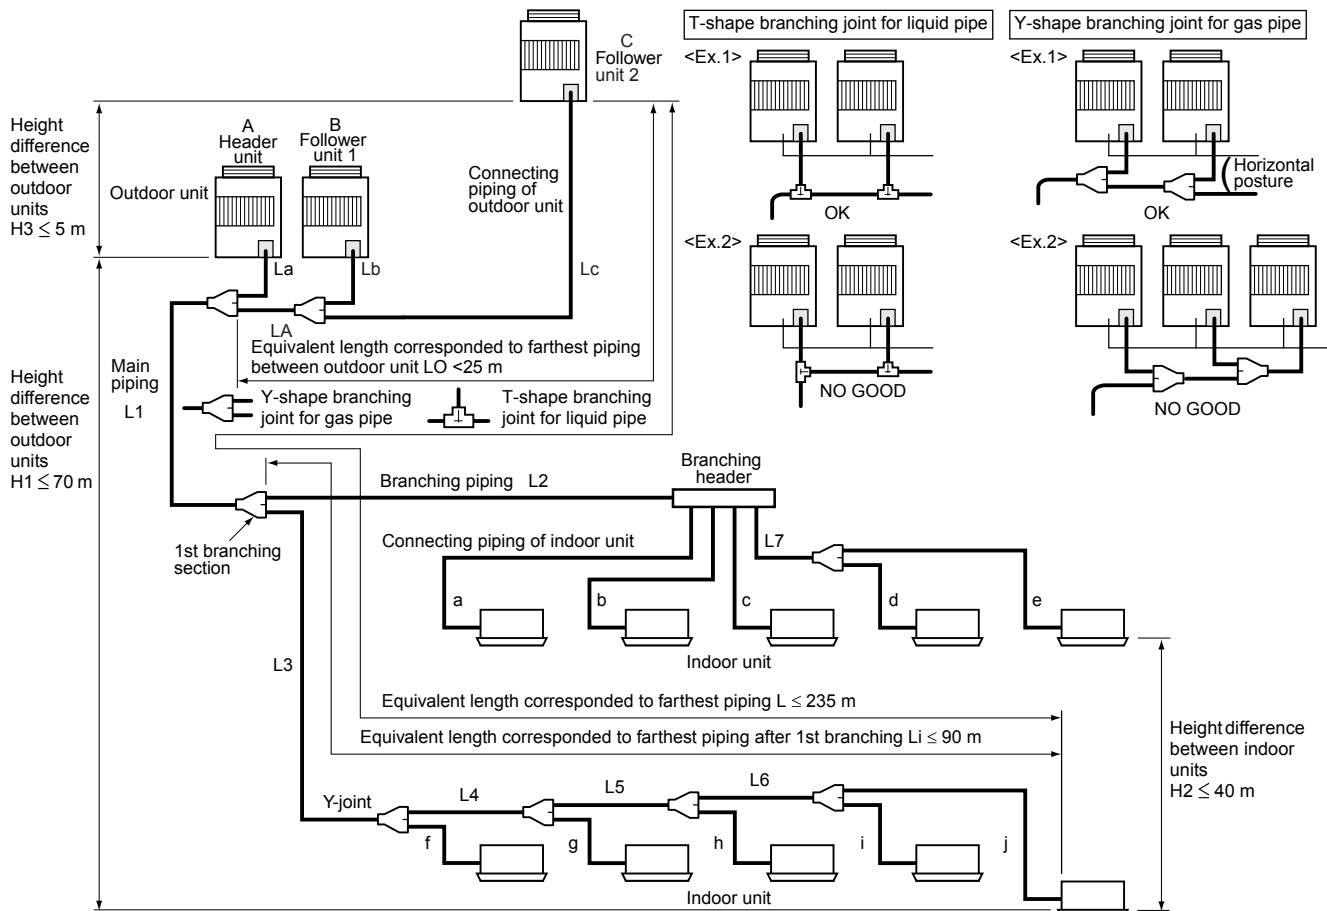 T-shape branching joint for liquid pipe
Y-shape branching joint for gas pipe
<Ex.1>
<Ex.1>
C
Follower
unit 2
Height
difference
between
outdoor
units
H3 ≤ 5 m
A
Header
unit
B
Follower
unit 1
Outdoor unit
Connecting
piping of
outdoor unit
Horizontal
posture
OK
OK
<Ex.2>
<Ex.2>
La
Lb
Lc
LA
Equivalent length corresponded to farthest piping
between outdoor unit LO <25 m
Main
piping
L1
Height
difference
between
outdoor
units
H1 ≤ 70 m
Y-shape branching
joint for gas pipe
T-shape branching
joint for liquid pipe
NO GOOD
NO GOOD
Branching piping L2
Branching
header
1st branching
section
Connecting piping of indoor unit
L7
a
b
c
d
e
Indoor unit
L3
Equivalent length corresponded to farthest piping L ≤ 235 m
Equivalent length corresponded to farthest piping after 1st branching Li ≤ 90 m
Height difference
between indoor
units
H2 ≤ 40 m
Y-joint
L4
L5
L6
f
g
h
i
j
Indoor unit